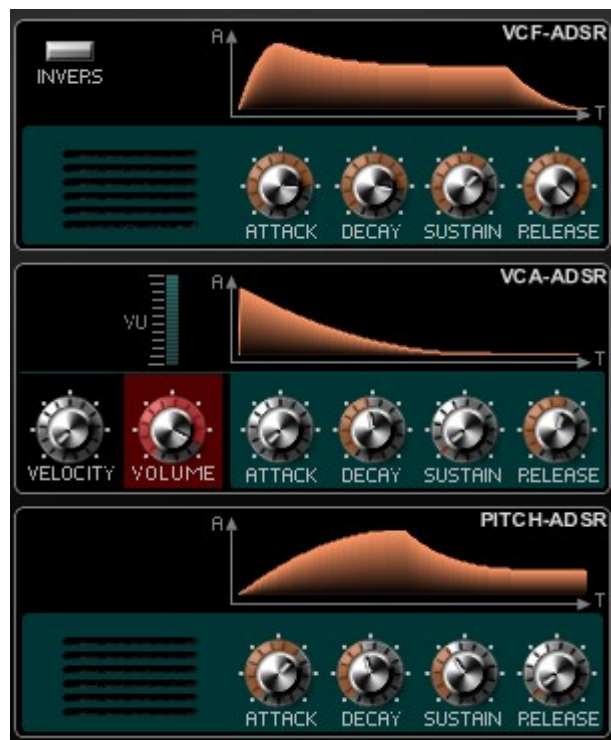 VCF-ADSR
A
INVERS
T
ATTACK DECAY SUSTAIN RELEASE
VCA-ADSR
A
VU
T
VELOCITY VOLUME ATTACK DECAY SUSTAIN RELEASE
PITCH-ADSR
A
T
ATTACK DECAY SUSTAIN RELEASE